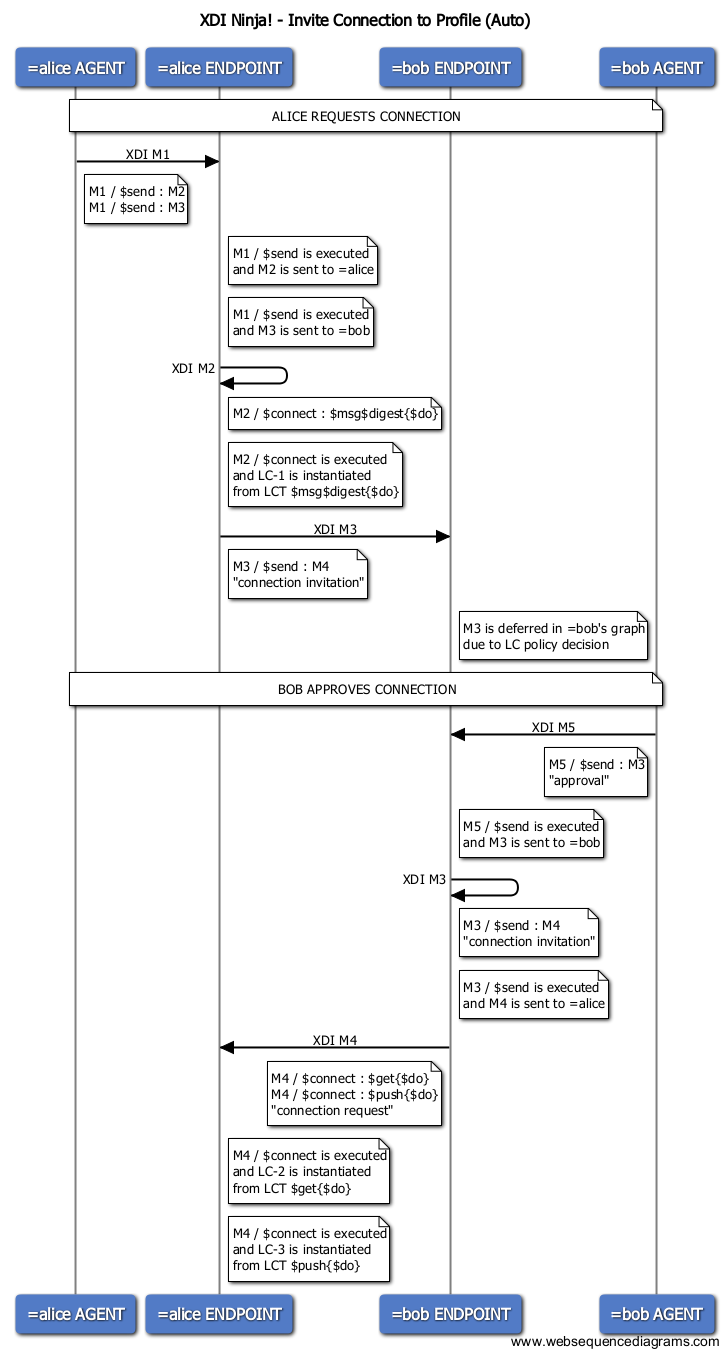 XDI Ninja! - Invite Connection to Profile (Auto)
=alice AGENT
=alice ENDPOINT
=bob ENDPOINT
=bob AGENT
ALICE REQUESTS CONNECTION
XDI M1
M1 / $send : M2
M1 / $send : M3
M1 / $send is executed
and M2 is sent to =alice
M1 / $send is executed
and M3 is sent to =bob
XDI M2
M2 / $connect : $msg$digest{$do}
M2 / $connect is executed
and LC-1 is instantiated
from LCT $msg$digest{$do}
XDI M3
M3 / $send : M4
"connection invitation"
M3 is deferred in =bob's graph
due to LC policy decision
BOB APPROVES CONNECTION
XDI M5
M5 / $send : M3
"approval"
M5 / $send is executed
and M3 is sent to =bob
XDI M3
M3 / $send : M4
"connection invitation"
M3 / $send is executed
and M4 is sent to =alice
XDI M4
M4 / $connect : $get{$do}
M4 / $connect : $push{$do}
"connection request"
M4 / $connect is executed
and LC-2 is instantiated
from LCT $get{$do}
M4 / $connect is executed
and LC-3 is instantiated
from LCT $push{$do}
=alice AGENT
=alice ENDPOINT
=bob ENDPOINT
=bob AGENT
www.websequencediagrams.com